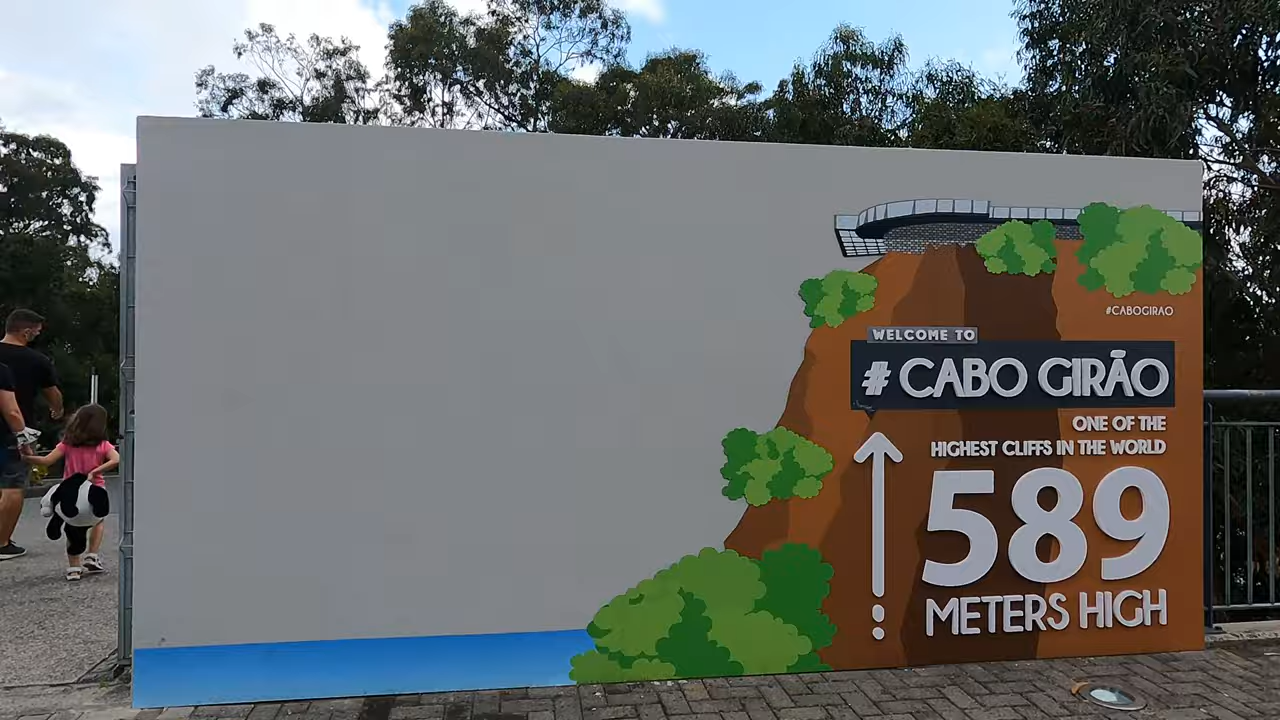 #CABOGIRAO
WELCOME TO
# CABO GIRÃO
ONE OF THE
HIGHEST CLIFFS IN THE WORLD
589
METERS HIGH